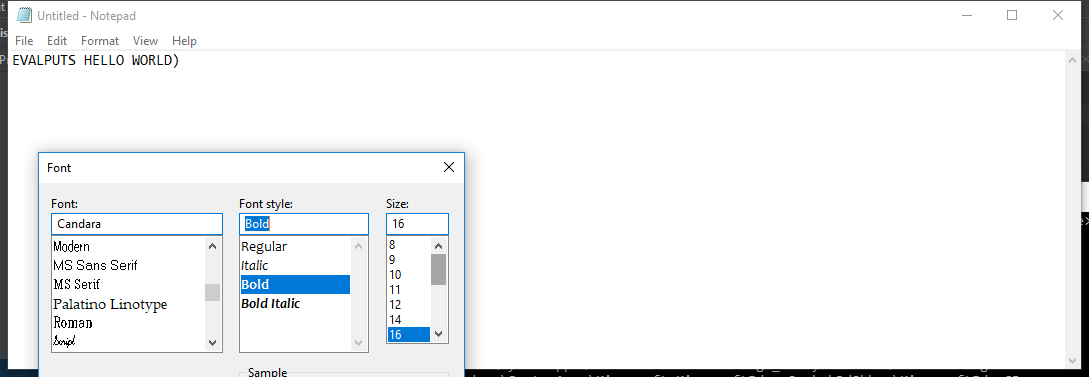 Untitled - Notepad
File Edit Format View Help
EVALPUTS HELLO WORLD)
Font
Font: Font style: Size:
Candara Bold 16
Modern Regular 8
MS Sans Serif Italic 9
MS Serif Bold 10
Palatino Linotype Bold Italic 11
Roman 12
Script 14
16
Sample